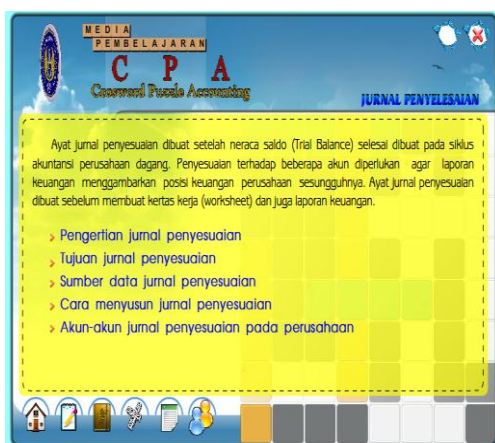 MEDIA
PEMBELAJARAN
C P A
Crossword Puzzle Accounting
JURNAL PENYELESAIAN
Ayat jurnal penyesuaian dibuat setelah neraca saldo (Trial Balance) selesai dibuat pada siklus
akuntansi perusahaan dagang. Penyesuaian terhadap beberapa akun diperlukan agar laporan
keuangan menggambarkan posisi keuangan perusahaan sesungguhnya. Ayat jurnal penyesuaian
dibuat sebelum membuat kertas kerja (worksheet) dan juga laporan keuangan.
› Pengertian jurnal penyesuaian
› Tujuan jurnal penyesuaian
› Sumber data jurnal penyesuaian
› Cara menyusun jurnal penyesuaian
› Akun-akun jurnal penyesuaian pada perusahaan